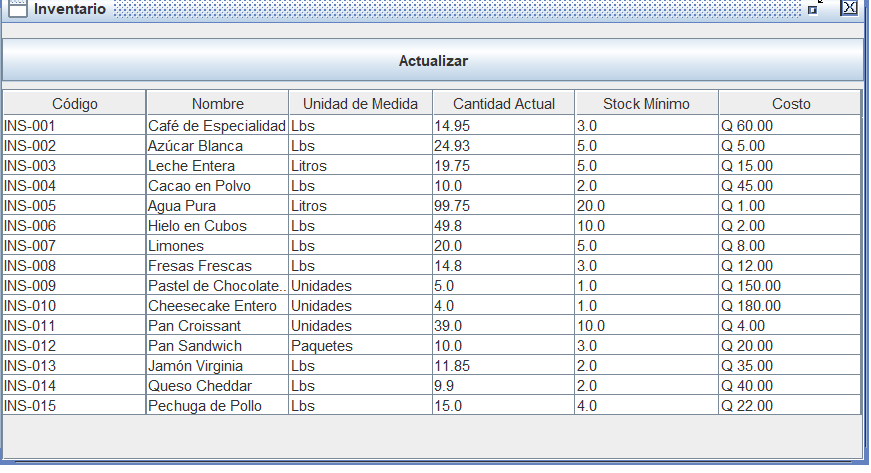 Inventario
Actualizar
Código Nombre Unidad de Medida Cantidad Actual Stock Mínimo Costo
INS-001 Café de Especialidad Lbs 14.95 3.0 Q 60.00
INS-002 Azúcar Blanca Lbs 24.93 5.0 Q 5.00
INS-003 Leche Entera Litros 19.75 5.0 Q 15.00
INS-004 Cacao en Polvo Lbs 10.0 2.0 Q 45.00
INS-005 Agua Pura Litros 99.75 20.0 Q 1.00
INS-006 Hielo en Cubos Lbs 49.8 10.0 Q 2.00
INS-007 Limones Lbs 20.0 5.0 Q 8.00
INS-008 Fresas Frescas Lbs 14.8 3.0 Q 12.00
INS-009 Pastel de Chocolate... Unidades 5.0 1.0 Q 150.00
INS-010 Cheesecake Entero Unidades 4.0 1.0 Q 180.00
INS-011 Pan Croissant Unidades 39.0 10.0 Q 4.00
INS-012 Pan Sandwich Paquetes 10.0 3.0 Q 20.00
INS-013 Jamón Virginia Lbs 11.85 2.0 Q 35.00
INS-014 Queso Cheddar Lbs 9.9 2.0 Q 40.00
INS-015 Pechuga de Pollo Lbs 15.0 4.0 Q 22.00